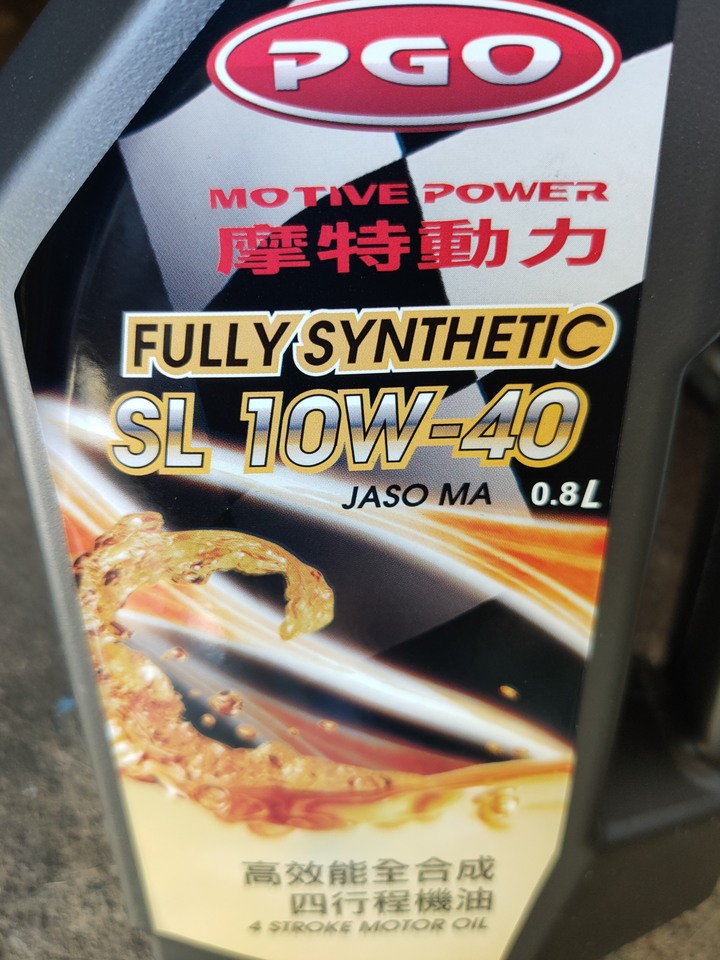 PGO
MOTIVE POWER
摩特動力
FULLY SYNTHETIC
SL 10W-40
JASO MA 0.8L
高效能全合成
四行程機油
4 STROKE MOTOR OIL